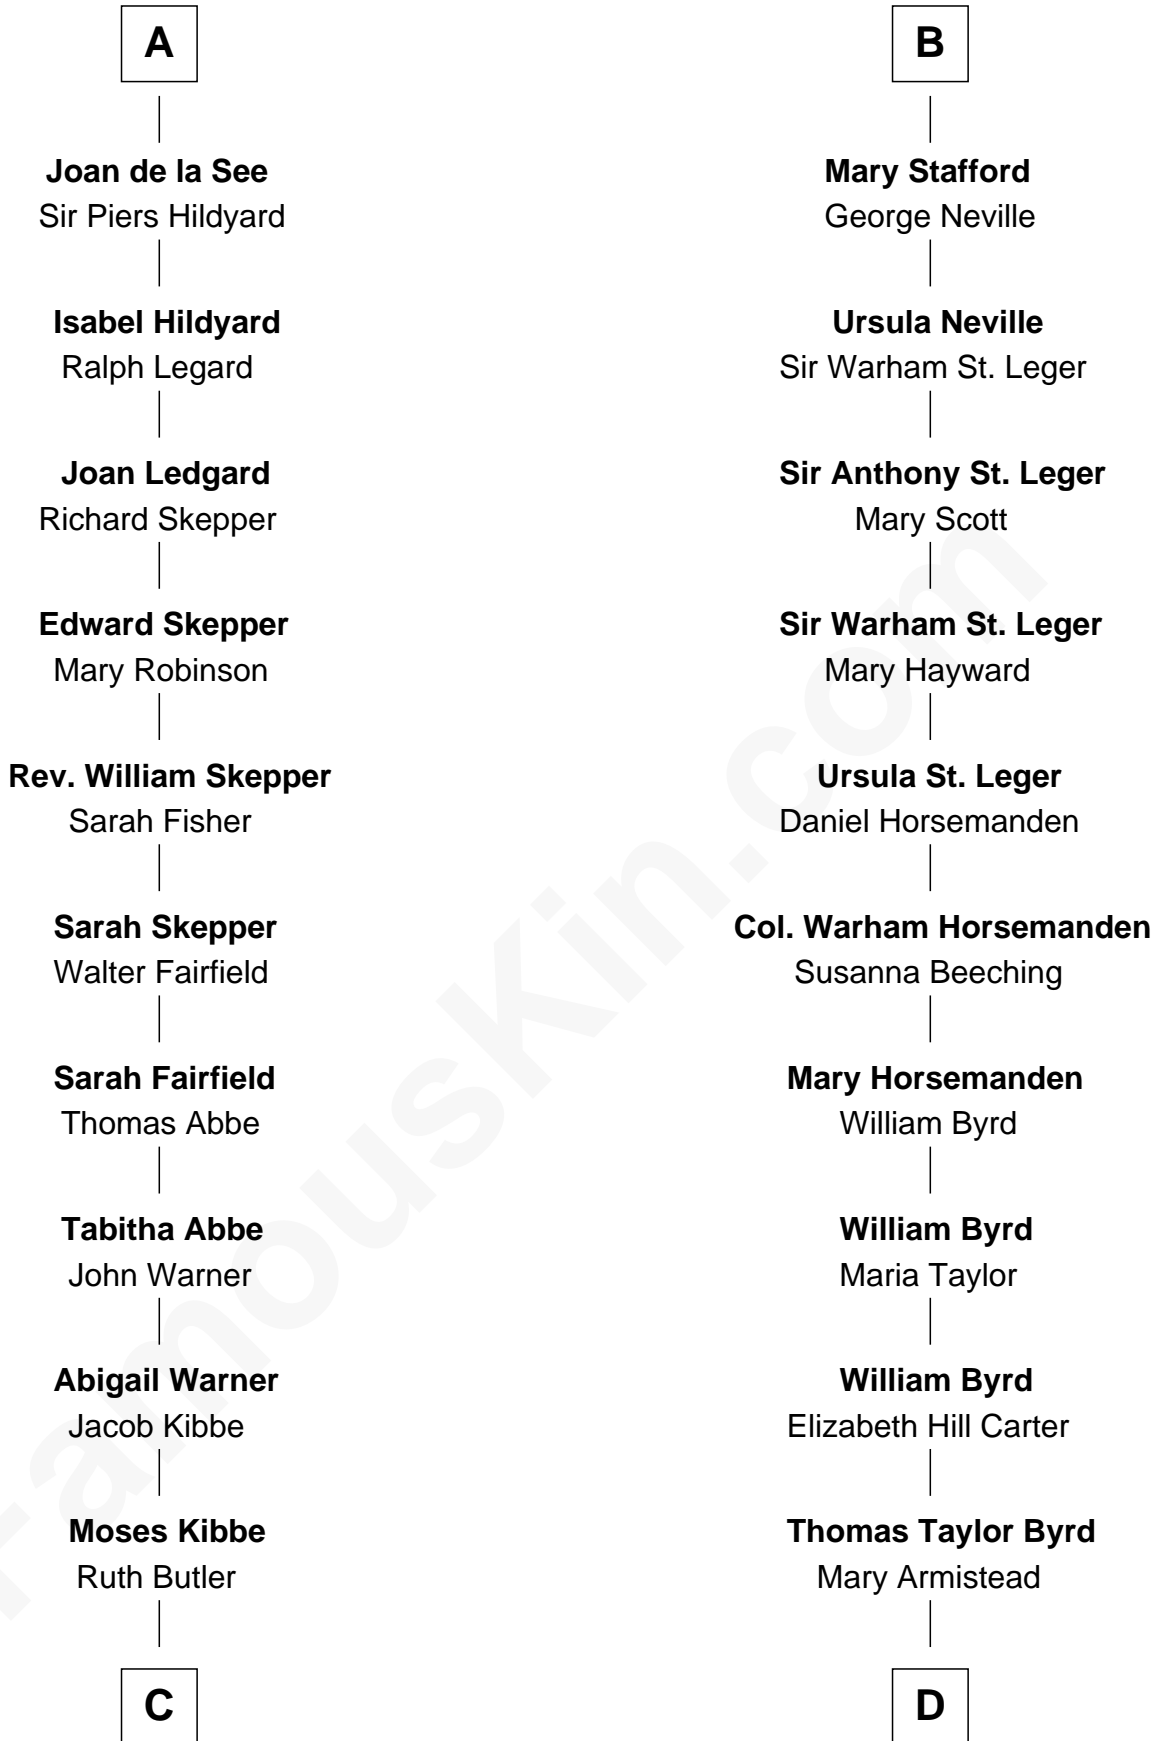 A
Joan de la See
Sir Piers Hildyard
Isabel Hildyard
Ralph Legard
Joan Ledgard
Richard Skepper
Edward Skepper
Mary Robinson
Rev. William Skepper
Sarah Fisher
Sarah Skepper
Walter Fairfield
Sarah Fairfield
Thomas Abbe
Tabitha Abbe
John Warner
Abigail Warner
Jacob Kibbe
Moses Kibbe
Ruth Butler
C
B
Mary Stafford
George Neville
Ursula Neville
Sir Warham St. Leger
Sir Anthony St. Leger
Mary Scott
Sir Warham St. Leger
Mary Hayward
Ursula St. Leger
Daniel Horsemanden
Col. Warham Horsemanden
Susanna Beeching
Mary Horsemanden
William Byrd
William Byrd
Maria Taylor
William Byrd
Elizabeth Hill Carter
Thomas Taylor Byrd
Mary Armistead
D
FamousKin.com